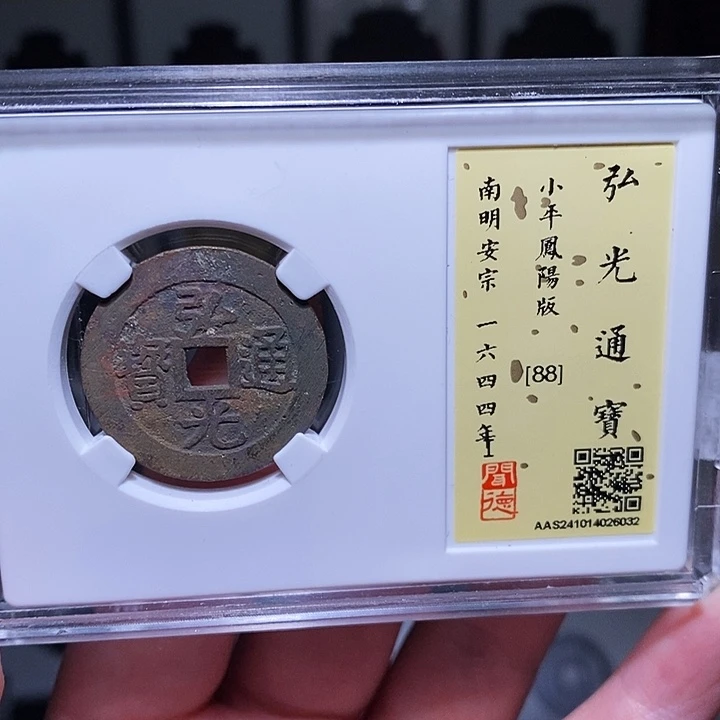 弘光通寶
弘光通寶
小平鳳陽版 [88]
南明安宗 一六四四年
聞德
AAS241014026032